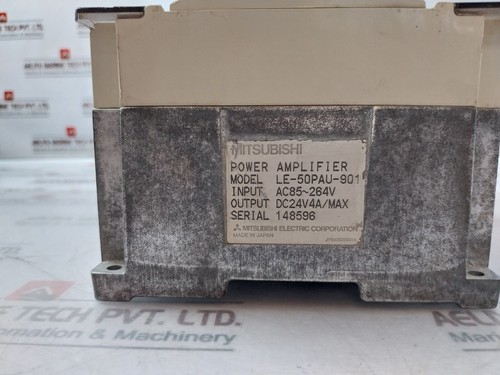 MITSUBISHI
POWER AMPLIFIER
MODEL LE-50PAU-901
INPUT AC85~264V
OUTPUT DC24V4A/MAX
SERIAL 148596
MITSUBISHI ELECTRIC CORPORATION
MADE IN JAPAN
TECH PVT. LTD.
Automation & Machinery